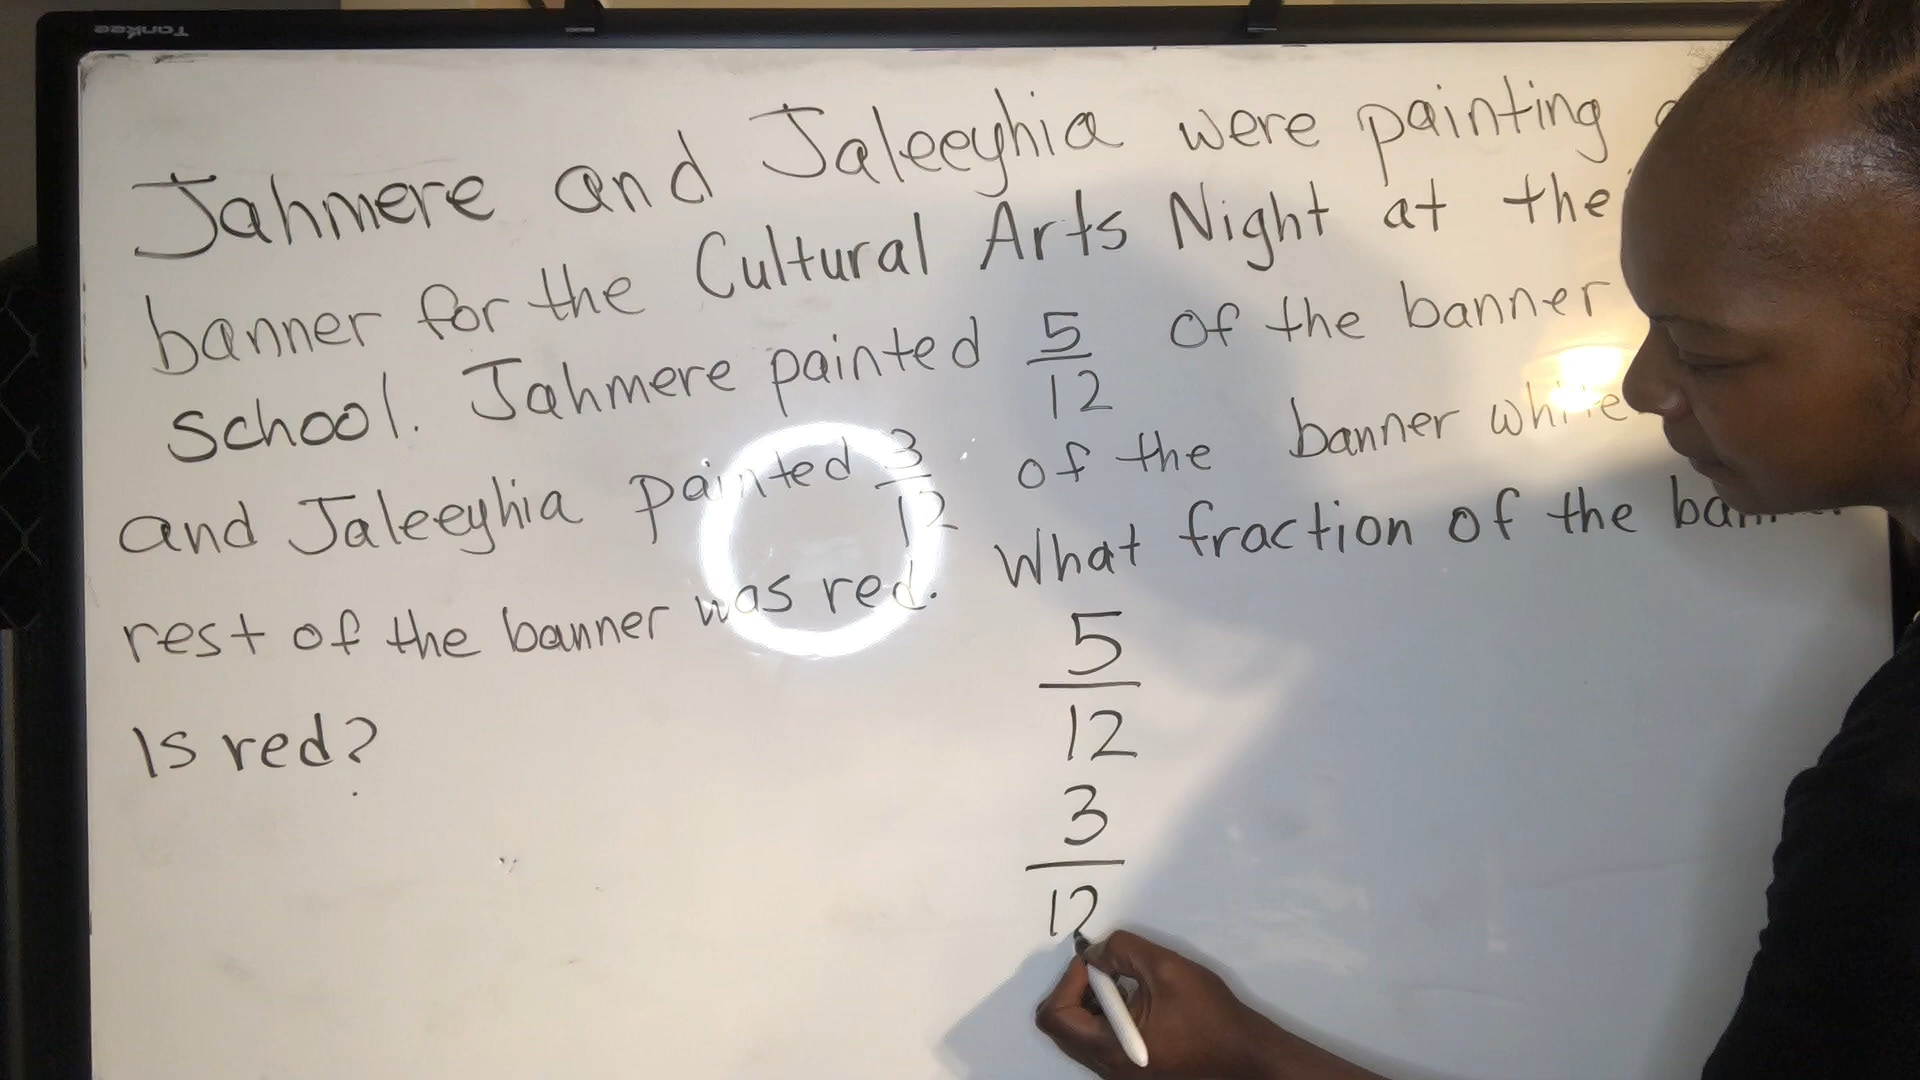 Tonkee
Jahmere and Jaleeyhia were painting
banner for the Cultural Arts Night at the
school. Jahmere painted 5/12 of the banner
and Jaleeyhia painted 3/12 of the banner white
rest of the banner was red. What fraction of the
Is red?
5
12
3
12